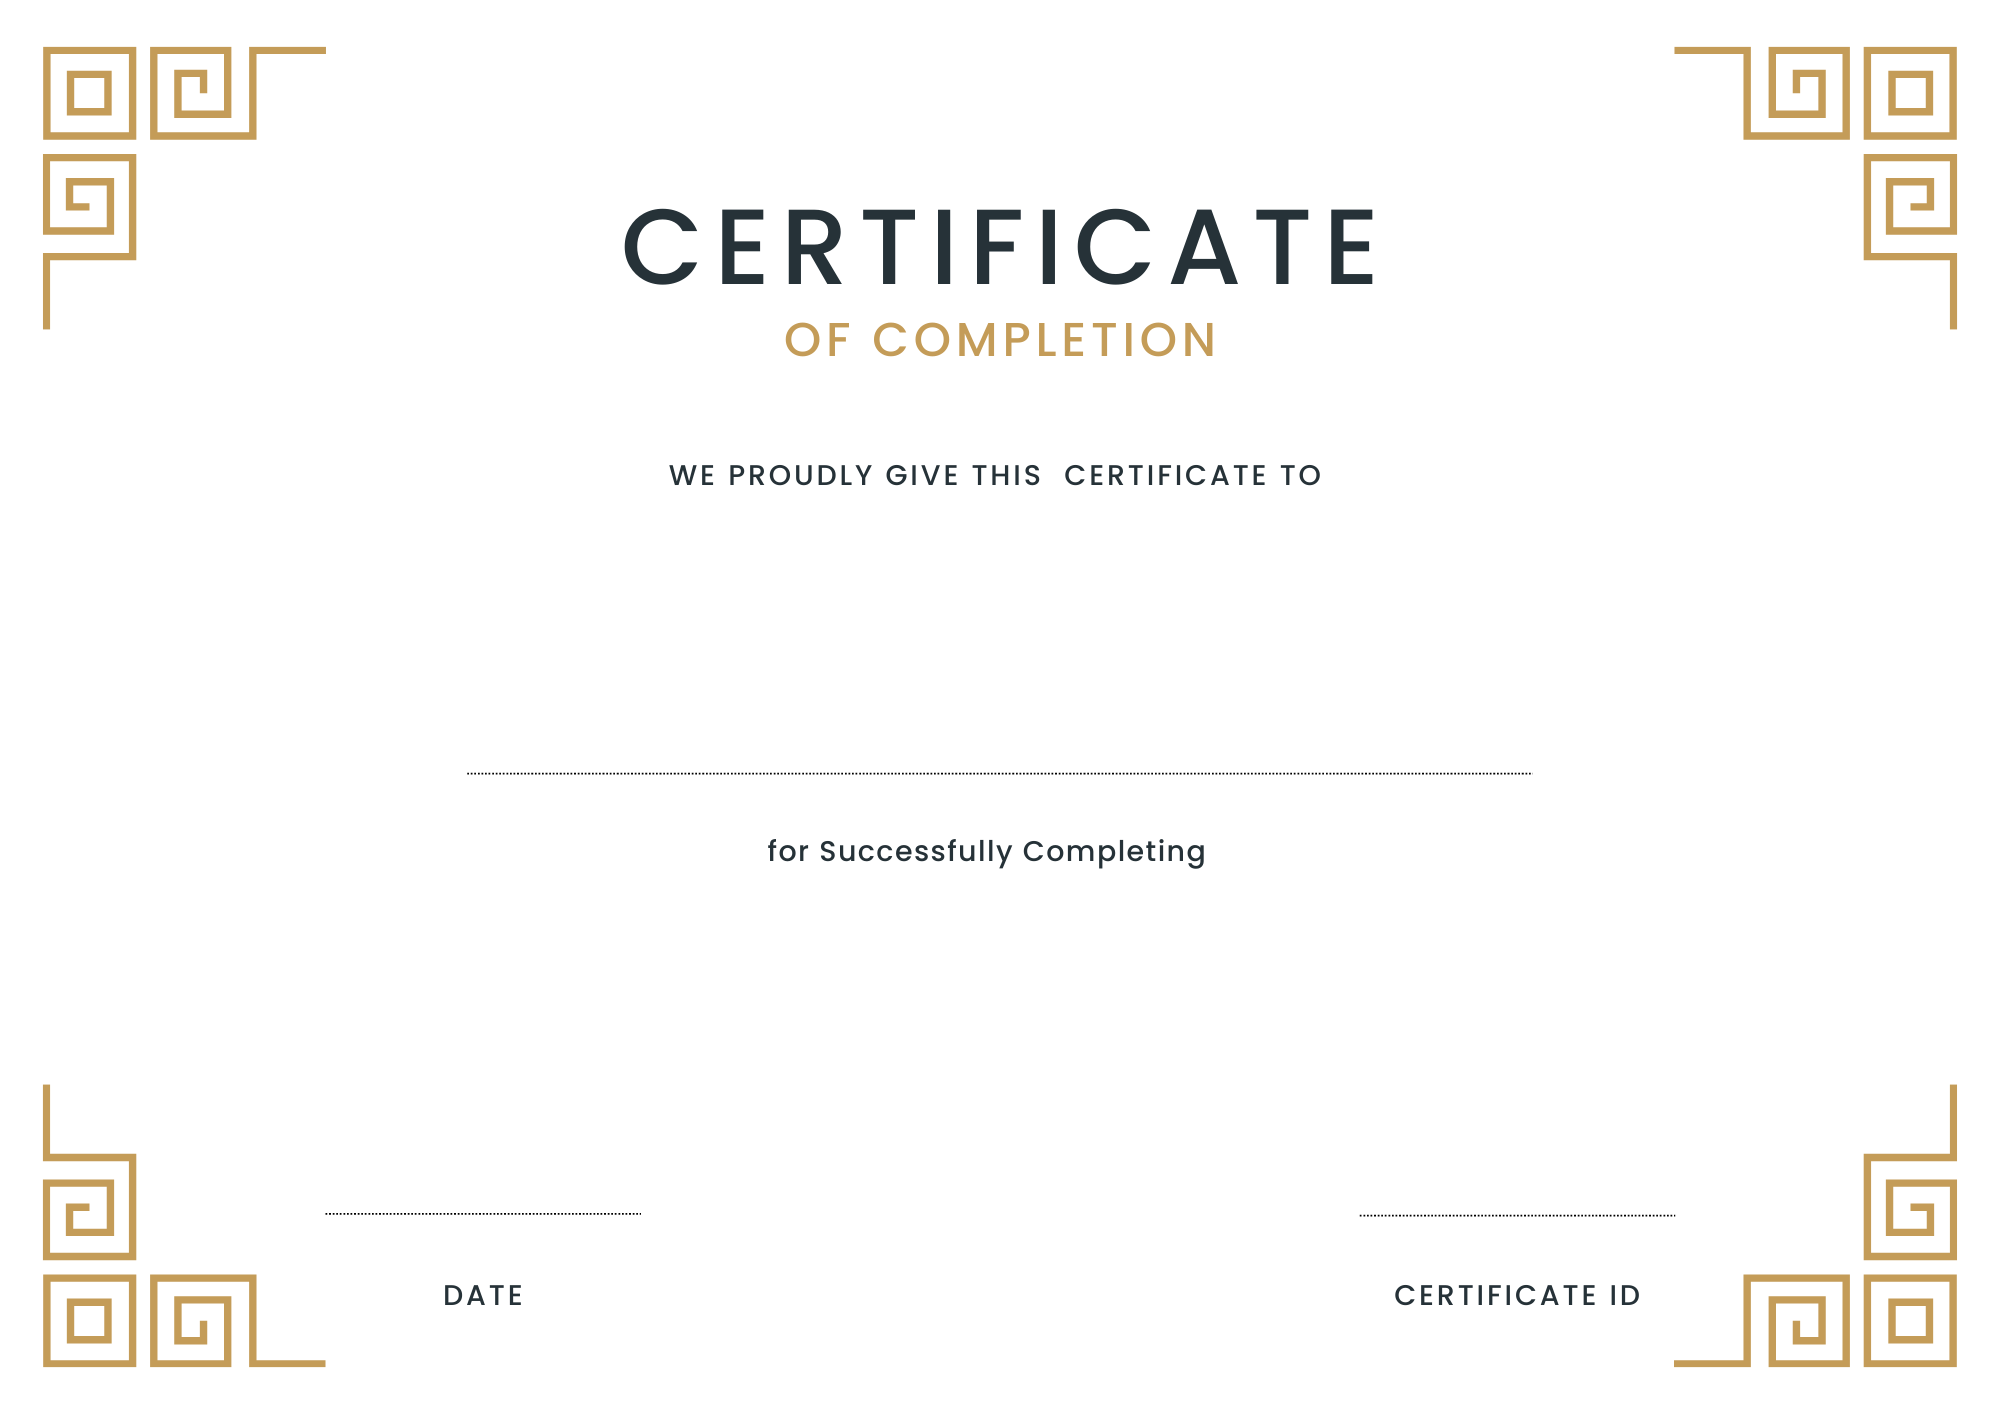 CERTIFICATE
OF COMPLETION
WE PROUDLY GIVE THIS  CERTIFICATE TO
for Successfully Completing
DATE
CERTIFICATE ID